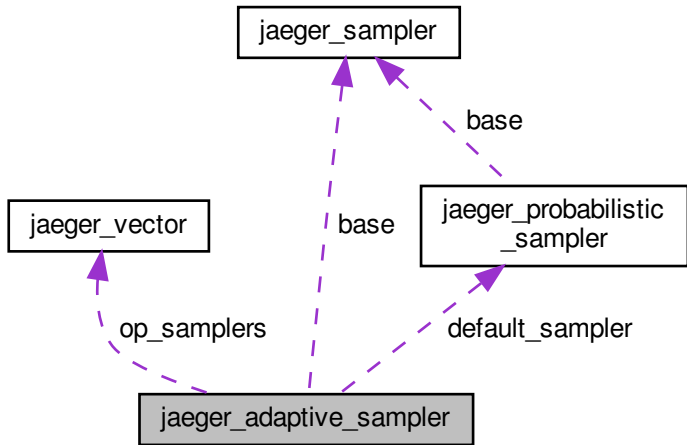 jaeger_sampler
base
jaeger_probabilistic
_sampler
jaeger_vector
base
op_samplers
default_sampler
jaeger_adaptive_sampler